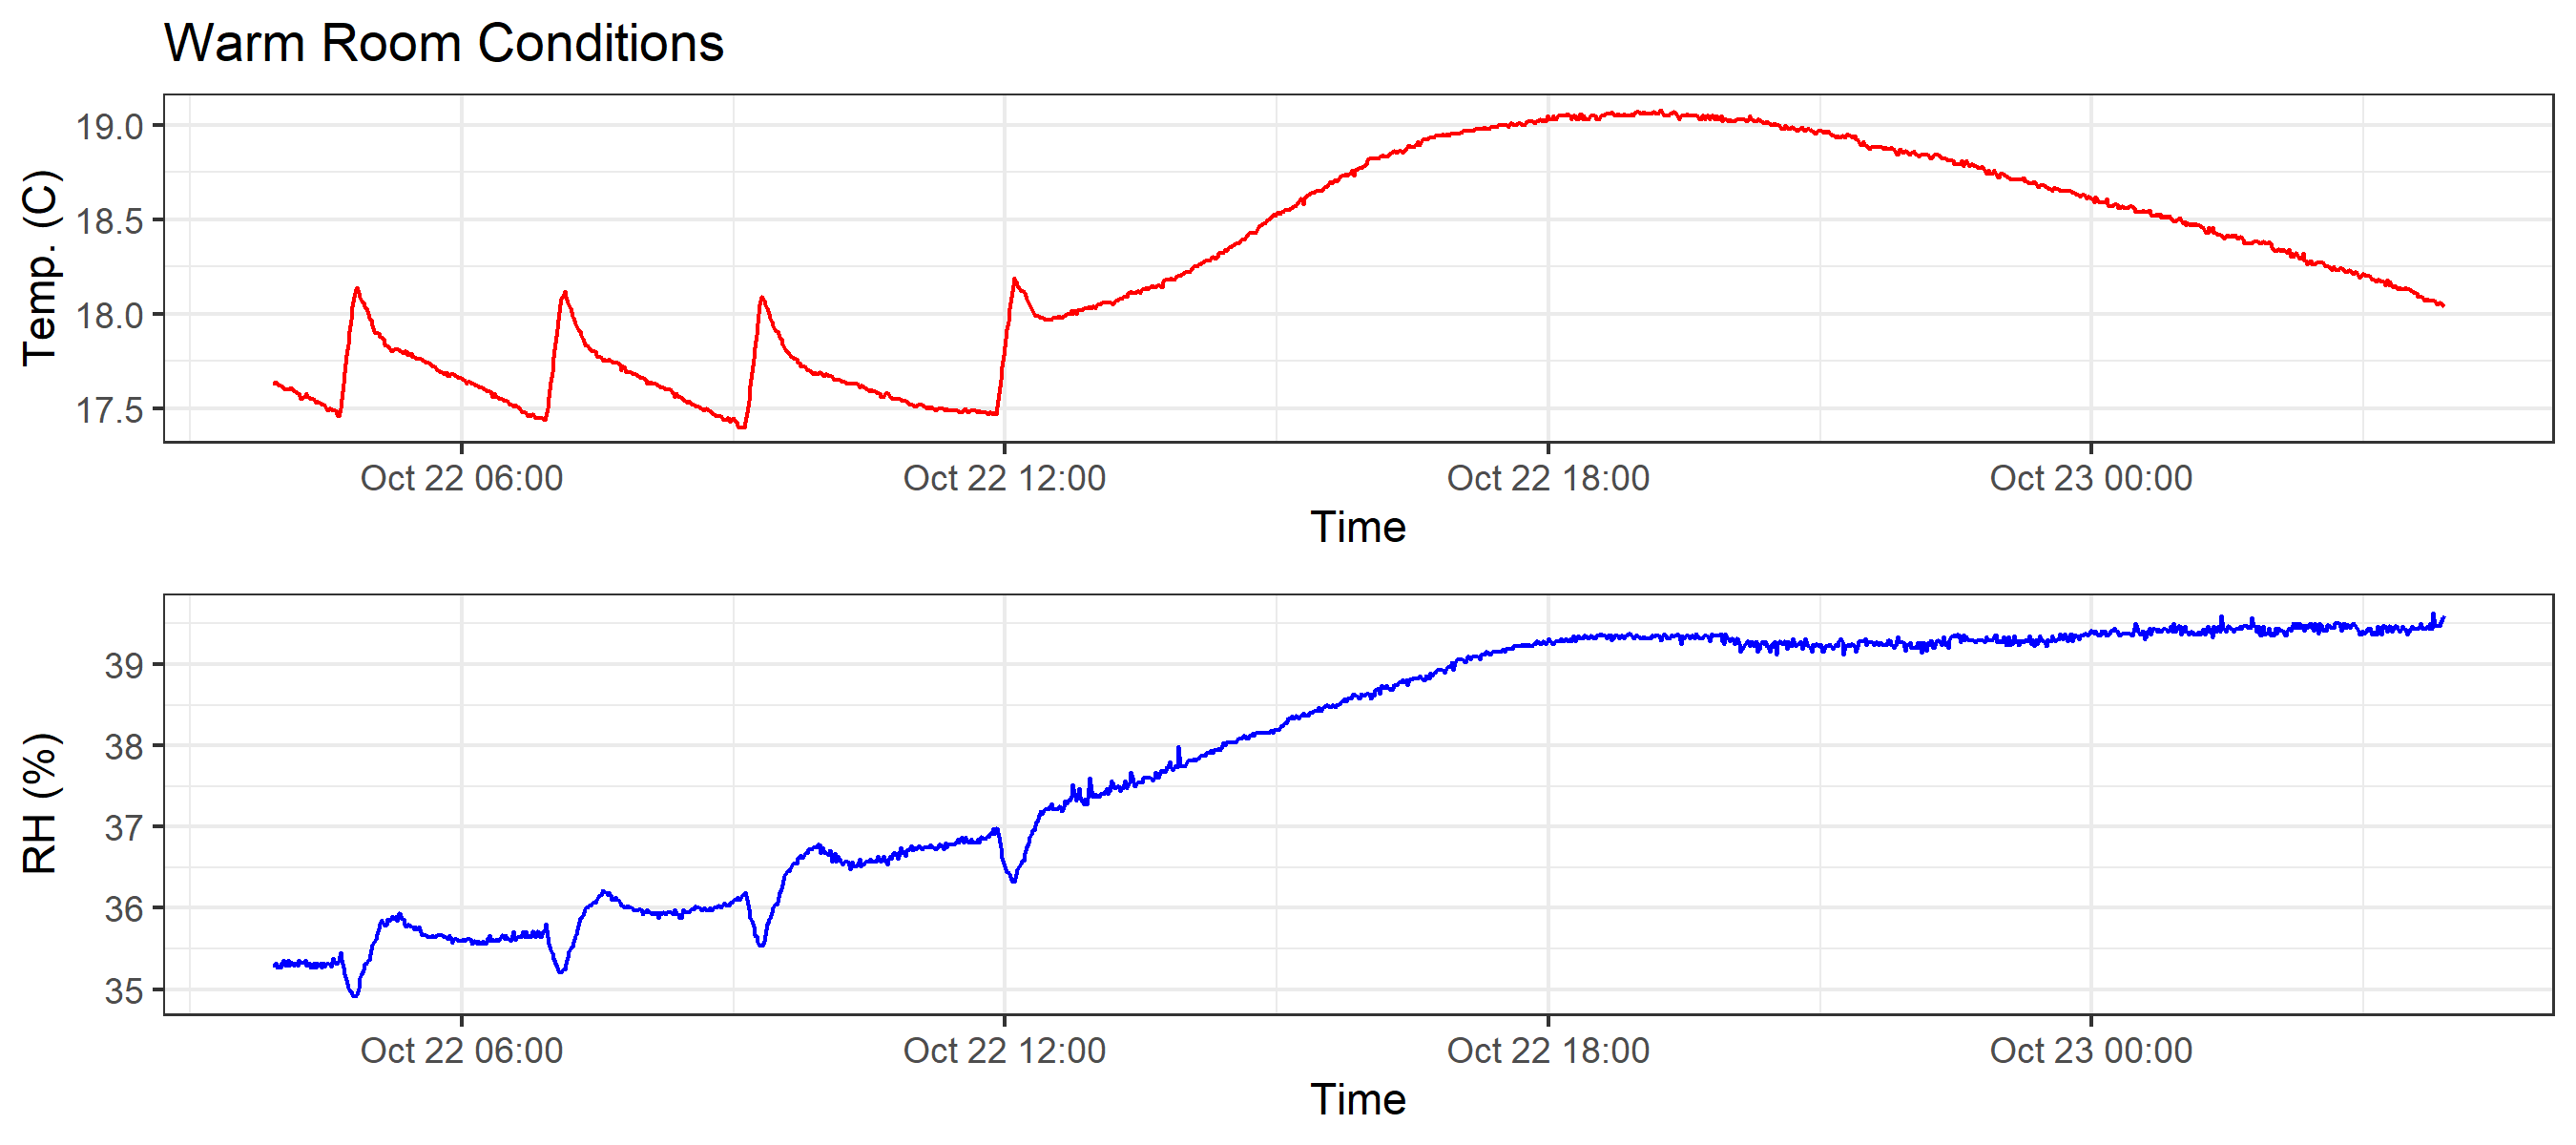 Warm Room Conditions
Temp. (C)
19.0
18.5
18.0
17.5
Oct 22 06:00 Oct 22 12:00 Oct 22 18:00 Oct 23 00:00
Time
RH (%)
39
38
37
36
35
Oct 22 06:00 Oct 22 12:00 Oct 22 18:00 Oct 23 00:00
Time